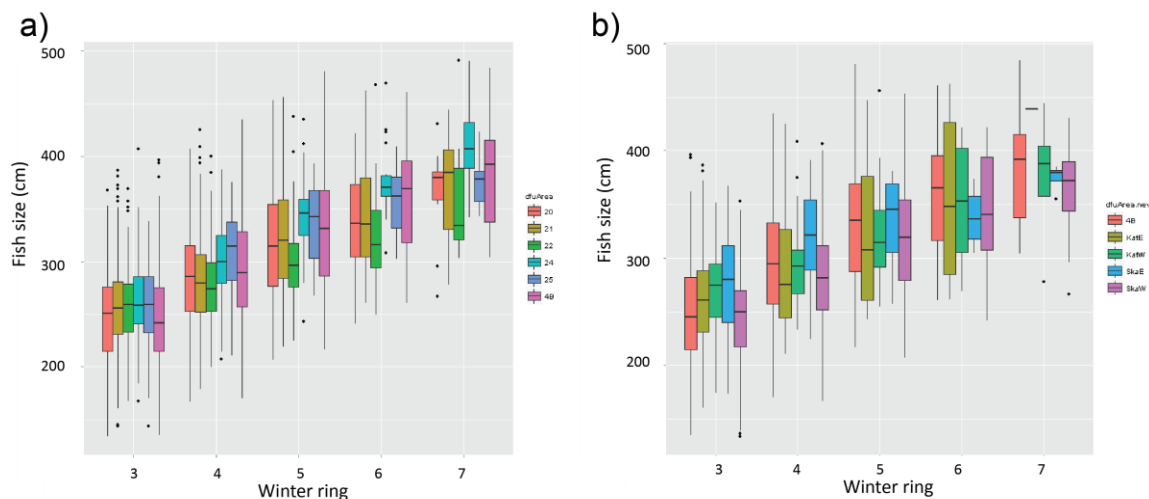 a)
500
400
300
200
Fish size (cm)
3 4 5 6 7
Winter ring
dfuArea
20
21
22
24
25
4B
b)
500
400
300
200
Fish size (cm)
3 4 5 6 7
Winter ring
dfuArea.new
4B
KatE
KatW
SkaE
SkaW